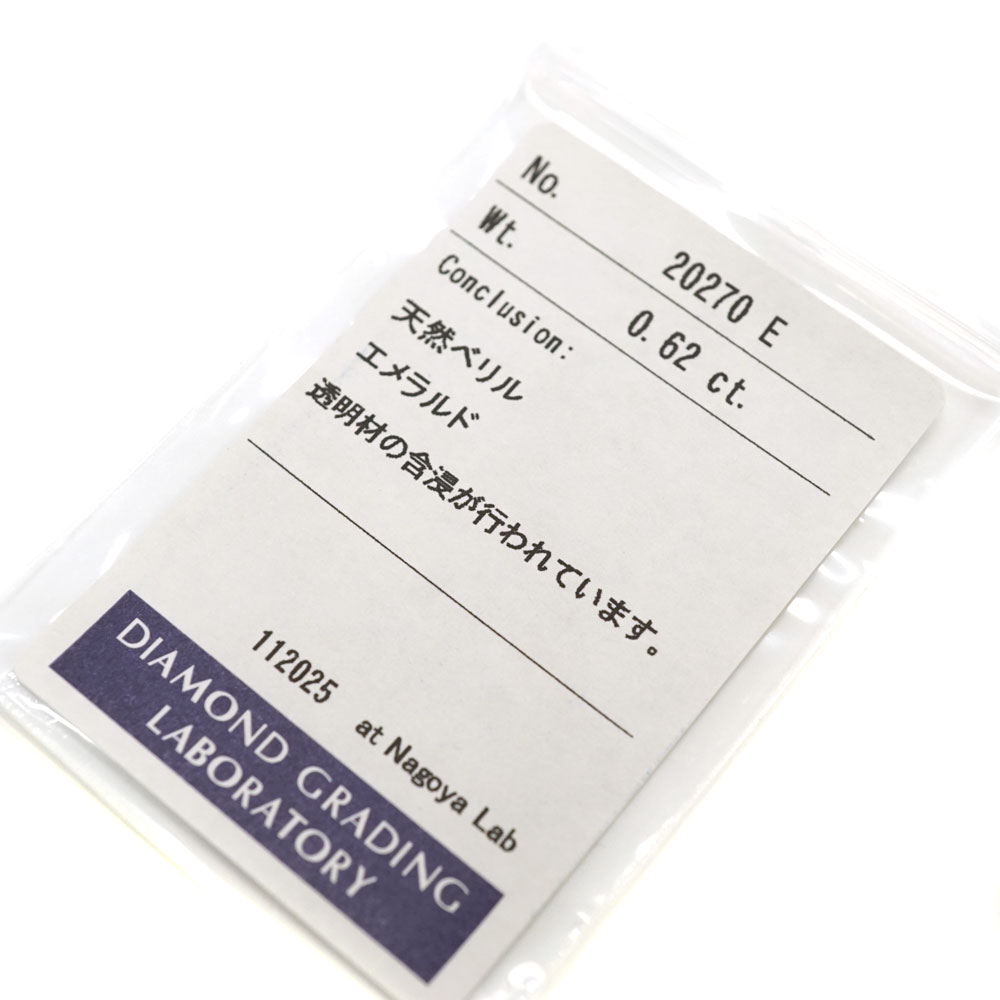 No. 20270 E
Wt. 0.62 ct.
Conclusion:
天然ベリル
エメラルド
透明材の含浸が行われています。
112025 at Nagoya Lab
DIAMOND GRADING
LABORATORY